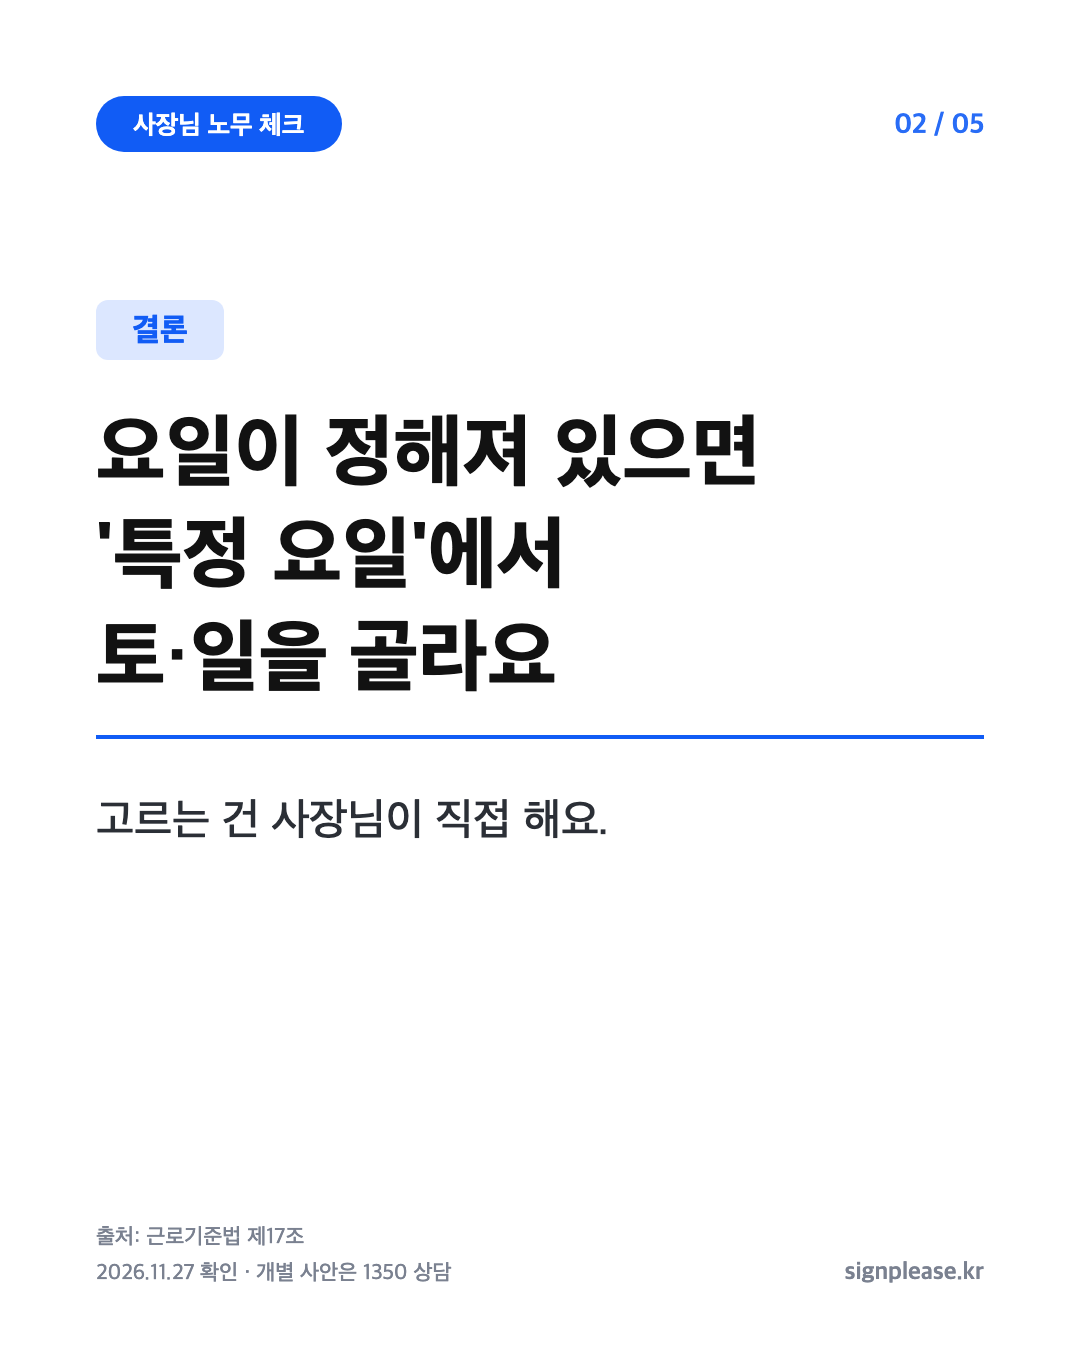 사장님 노무 체크
02 / 05
결론
요일이 정해져 있으면
'특정 요일'에서
토·일을 골라요
고르는 건 사장님이 직접 해요.
출처: 근로기준법 제17조
2026.11.27 확인 · 개별 사안은 1350 상담
signplease.kr